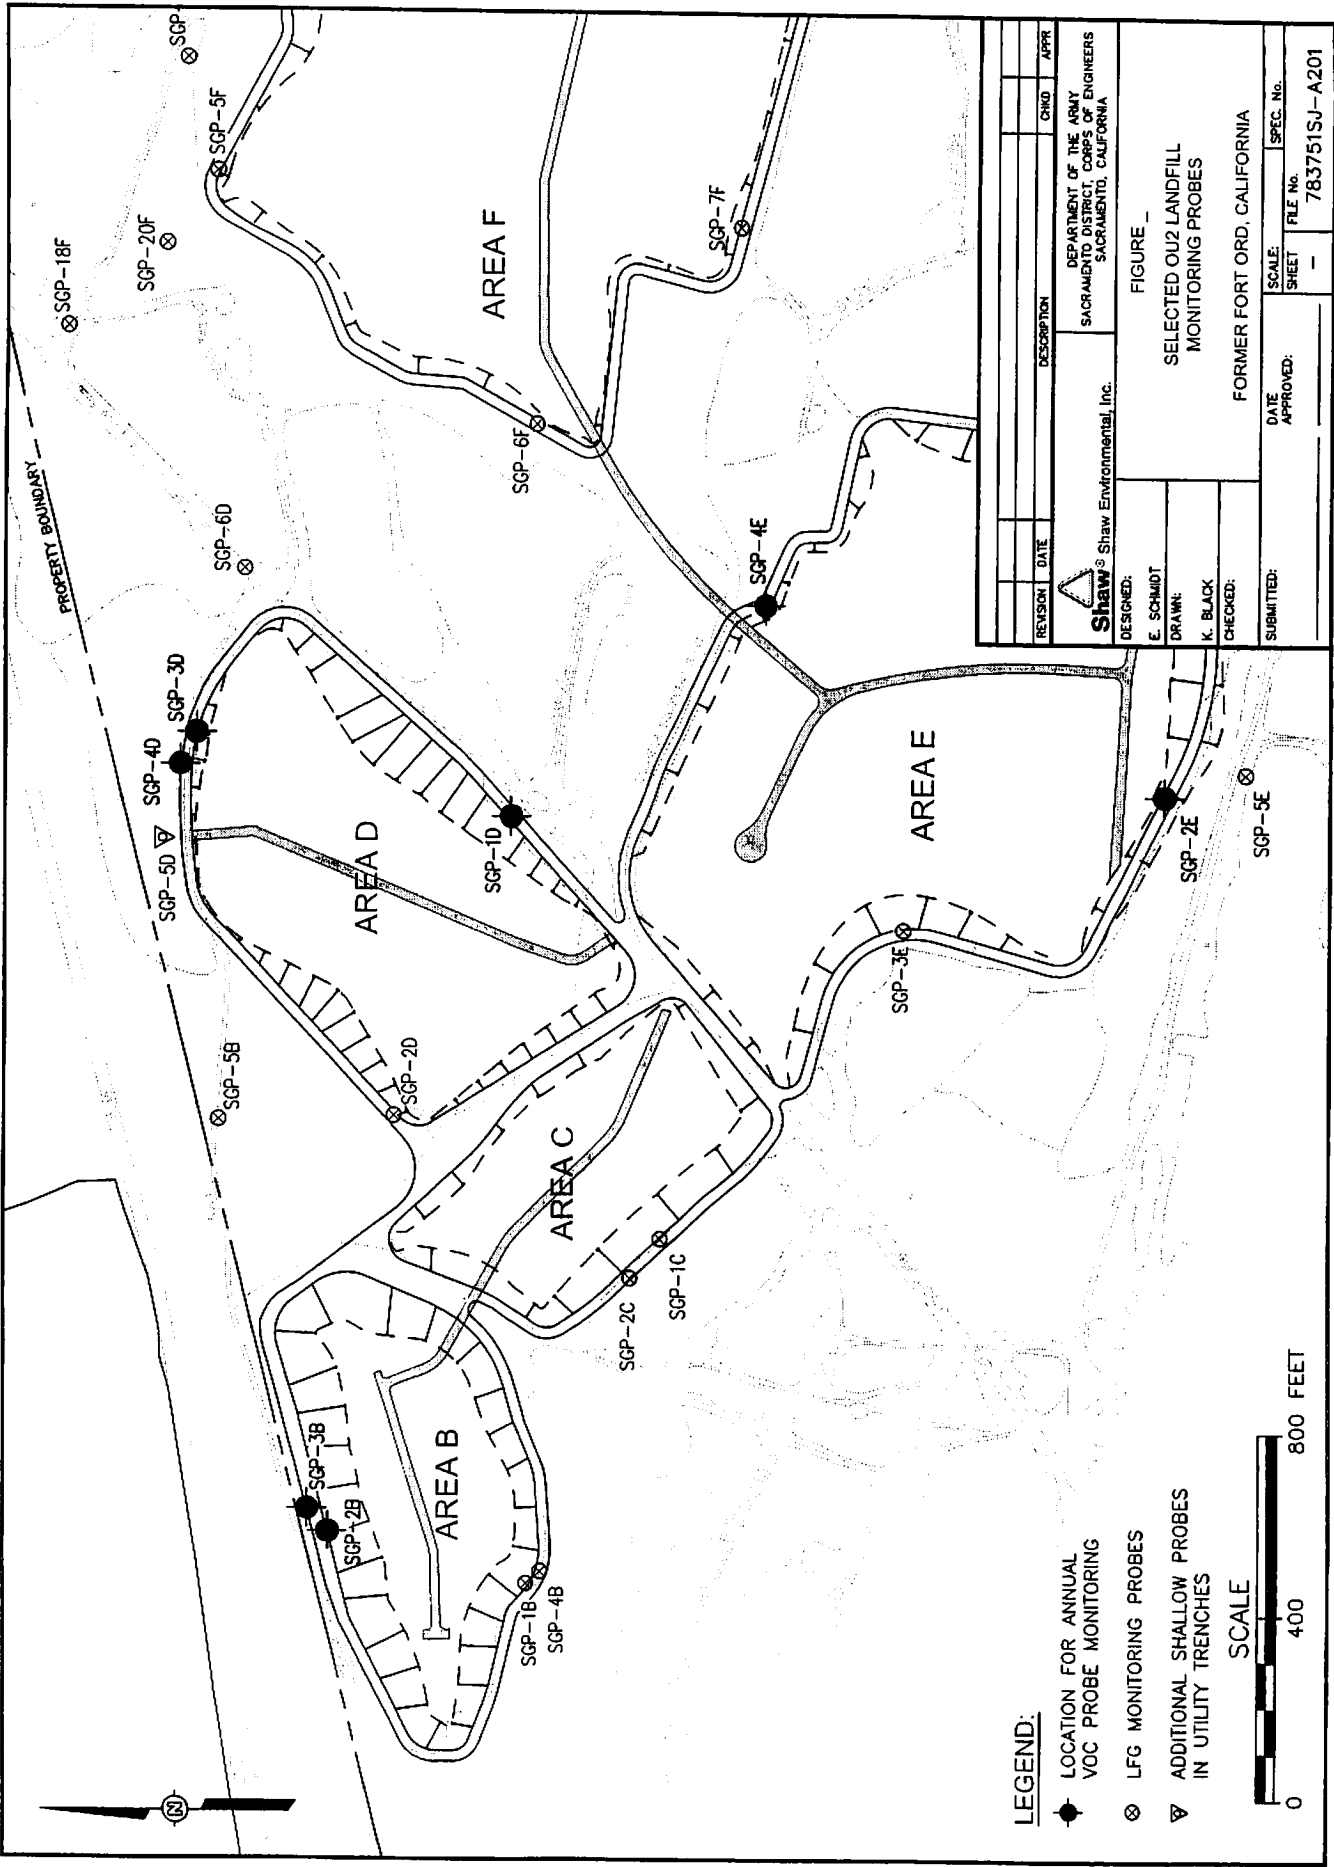 PROPERTY BOUNDARY
SGP-18F
SGP-20F
SGP-5F
SGP-
SGP-6D
SGP-3D
SGP-4D
SGP-5D
SGP-5B
SGP-2D
SGP-1D
AREA D
SGP-6F
AREA F
SGP-7F
SGP-4E
AREA E
SGP-3E
SGP-2E
SGP-5E
AREA C
SGP-1C
SGP-2C
SGP-3B
SGP-2B
AREA B
SGP-1B
SGP-4B
N
LEGEND:
LOCATION FOR ANNUAL
VOC PROBE MONITORING
LFG MONITORING PROBES
ADDITIONAL SHALLOW PROBES
IN UTILITY TRENCHES
SCALE
0 400 800 FEET
REVISION DATE DESCRIPTION CHKD APPR
Shaw® Shaw Environmental, Inc.
DEPARTMENT OF THE ARMY
SACRAMENTO DISTRICT, CORPS OF ENGINEERS
SACRAMENTO, CALIFORNIA
DESIGNED:
E. SCHMIDT
DRAWN:
K. BLACK
CHECKED:
FIGURE _
SELECTED OU2 LANDFILL
MONITORING PROBES
FORMER FORT ORD, CALIFORNIA
SUBMITTED:
DATE
APPROVED:
SCALE:
SPEC. No.
SHEET
–
FILE No.
783751SJ-A201